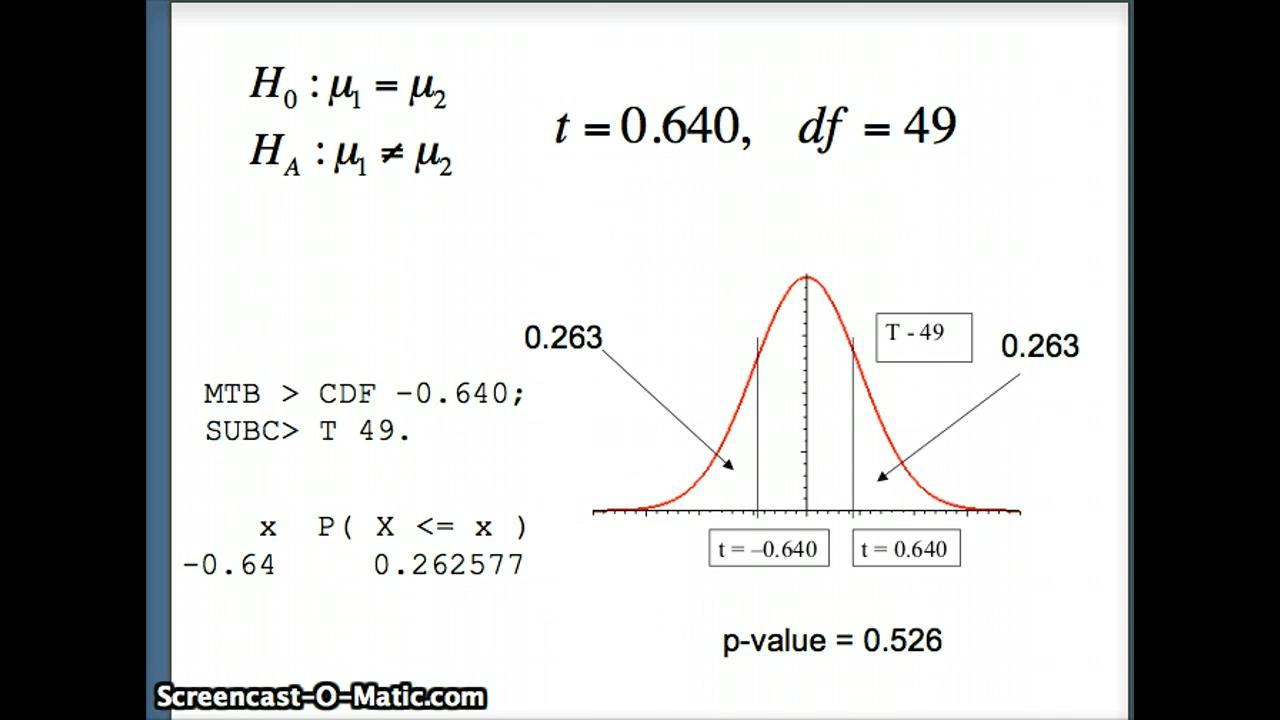 H₀ : μ₁ = μ₂
H_A : μ₁ ≠ μ₂
t = 0.640, df = 49
0.263
T - 49
0.263
MTB > CDF -0.640;
SUBC> T 49.
x P( X <= x )
-0.64 0.262577
t = –0.640
t = 0.640
p-value = 0.526
Screencast-O-Matic.com